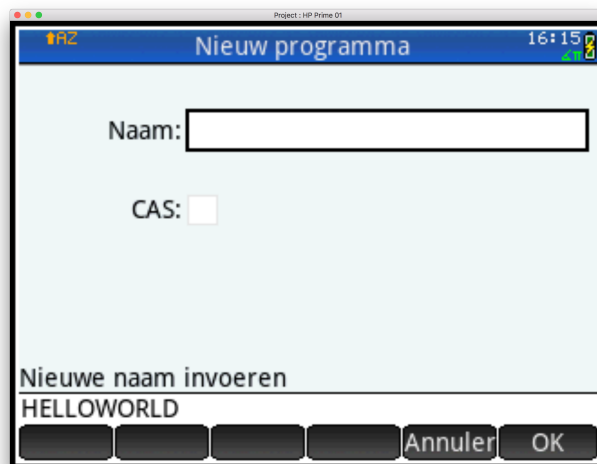 Project : HP Prime 01
AZ
Nieuw programma
16:15
∡π
Naam:
CAS:
Nieuwe naam invoeren
HELLOWORLD
Annuler
OK